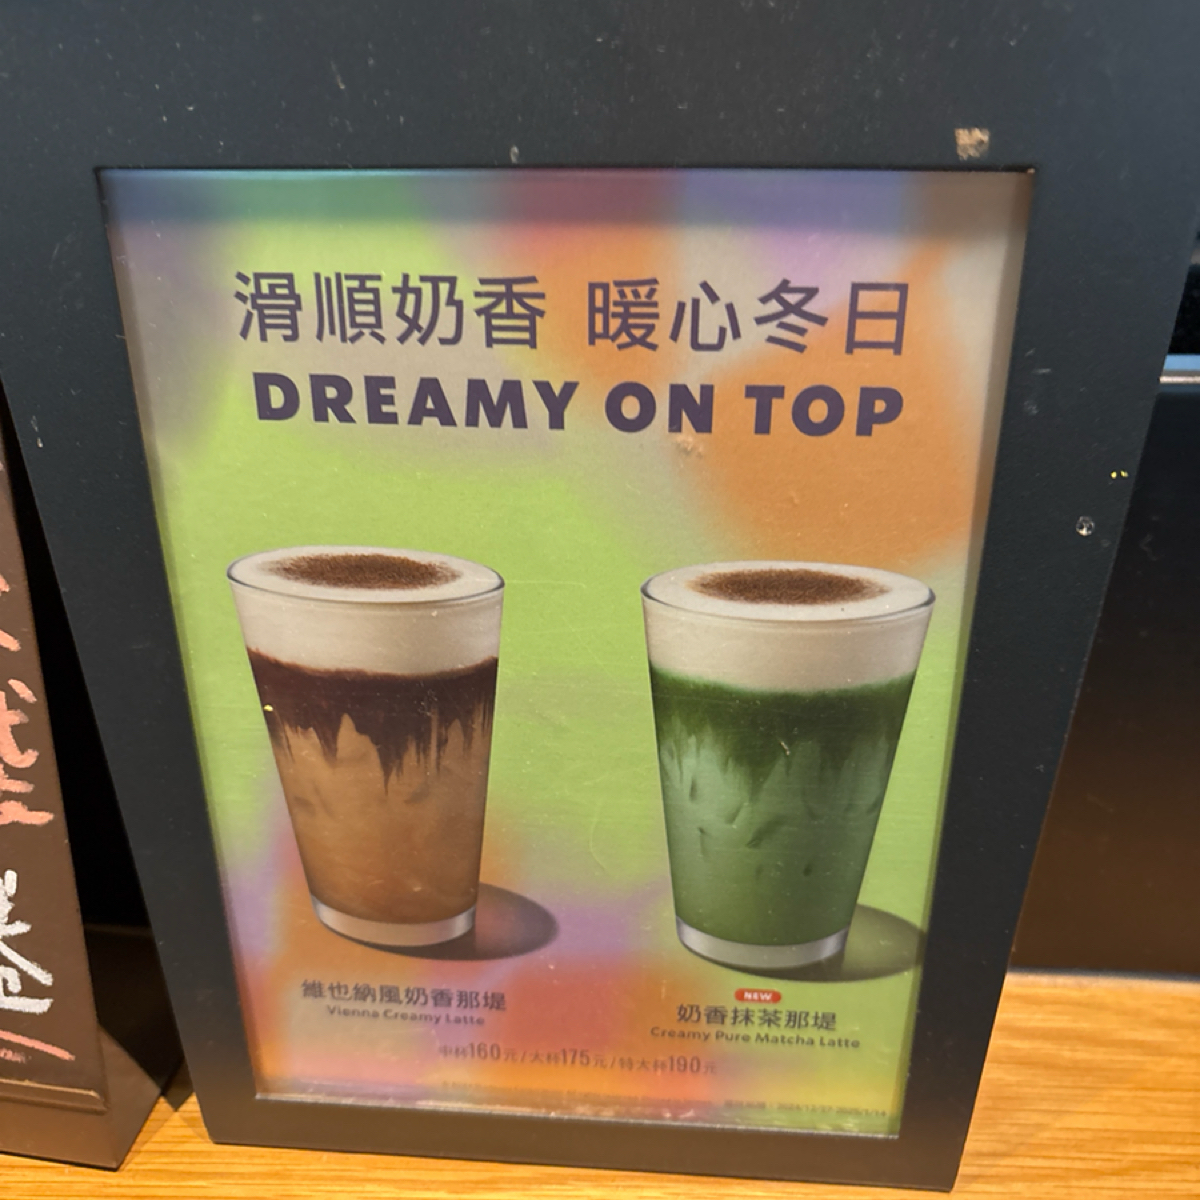 滑順奶香 暖心冬日
DREAMY ON TOP
維也納風奶香那堤
Vienna Creamy Latte
NEW
奶香抹茶那堤
Creamy Pure Matcha Latte
中杯160元/大杯175元/特大杯190元